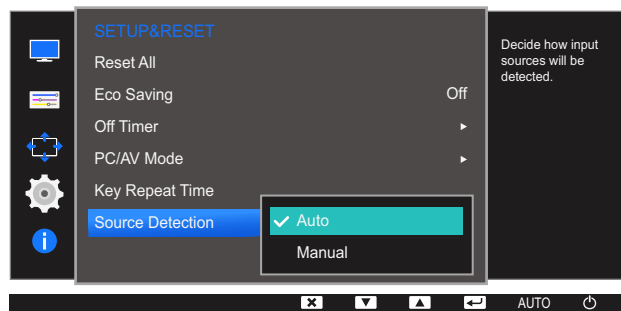 SETUP&RESET
Reset All
Eco Saving Off
Off Timer
PC/AV Mode
Key Repeat Time
Source Detection
Auto
Manual
Decide how input
sources will be
detected.
AUTO